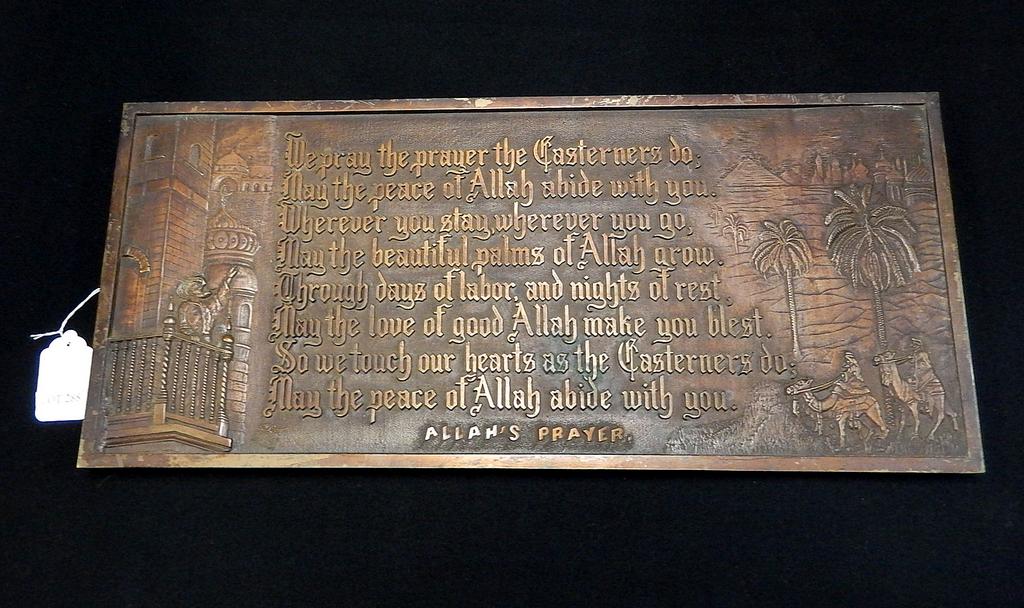 We pray the prayer the Easterners do;
May the peace of Allah abide with you.
Wherever you stay, wherever you go,
May the beautiful palms of Allah grow.
Through days of labor, and nights of rest,
May the love of good Allah make you blest.
So we touch our hearts as the Easterners do;
May the peace of Allah abide with you.
ALLAH'S PRAYER.
LOT 288